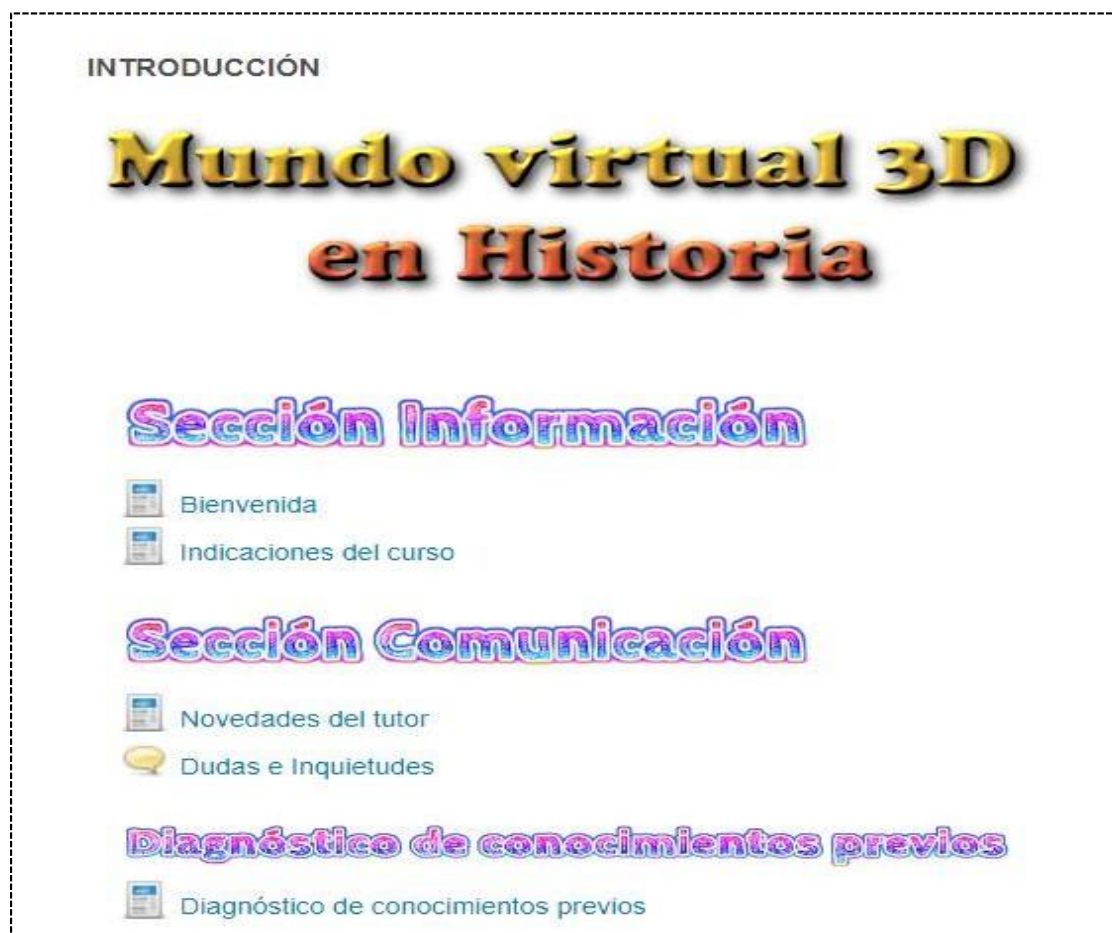 INTRODUCCIÓN
Mundo virtual 3D
en Historia
Sección Información
Bienvenida
Indicaciones del curso
Sección Comunicación
Novedades del tutor
Dudas e Inquietudes
Diagnóstico de conocimientos previos
Diagnóstico de conocimientos previos